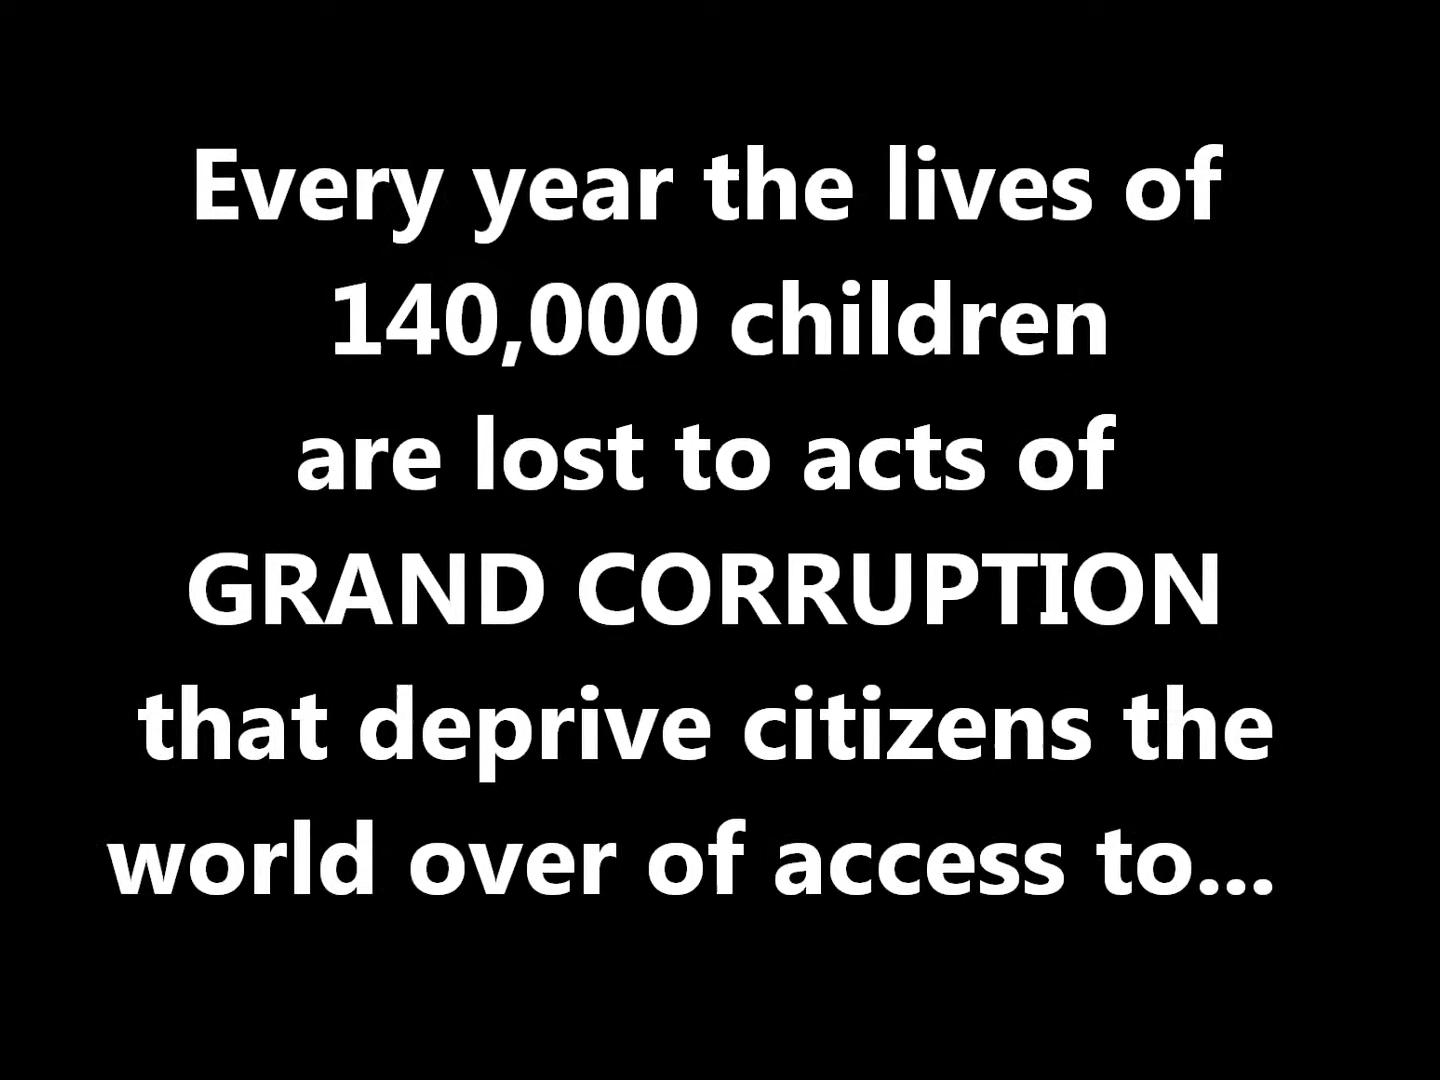 Every year the lives of
140,000 children
are lost to acts of
GRAND CORRUPTION
that deprive citizens the
world over of access to...